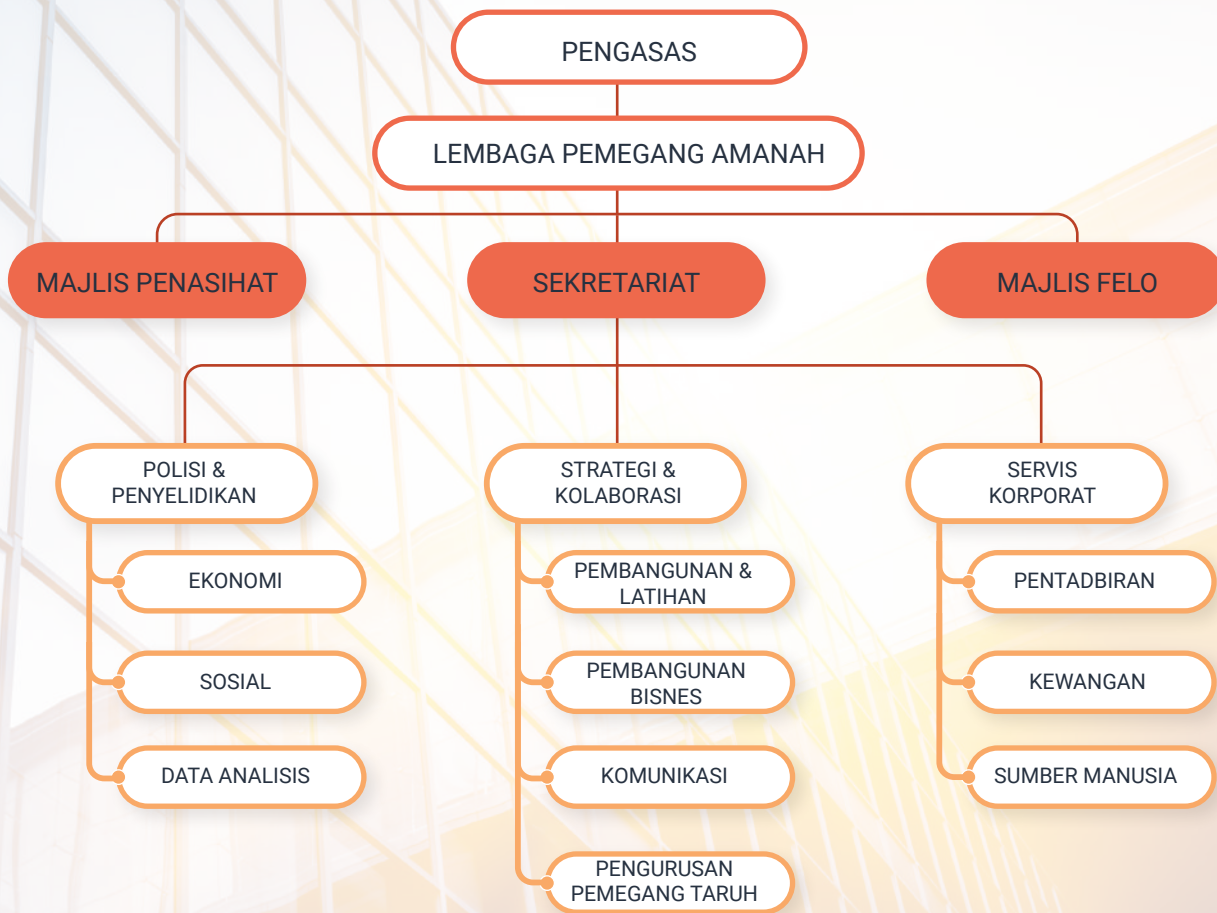 PENGASAS
LEMBAGA PEMEGANG AMANAH
MAJLIS PENASIHAT
SEKRETARIAT
MAJLIS FELO
POLISI &
PENYELIDIKAN
EKONOMI
SOSIAL
DATA ANALISIS
STRATEGI &
KOLABORASI
PEMBANGUNAN &
LATIHAN
PEMBANGUNAN
BISNES
KOMUNIKASI
PENGURUSAN
PEMEGANG TARUH
SERVIS
KORPORAT
PENTADBIRAN
KEWANGAN
SUMBER MANUSIA